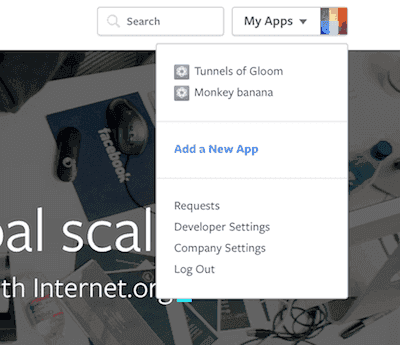 Search
My Apps
Tunnels of Gloom
Monkey banana
Add a New App
Requests
Developer Settings
Company Settings
Log Out
facebook
bal scal
th Internet.org